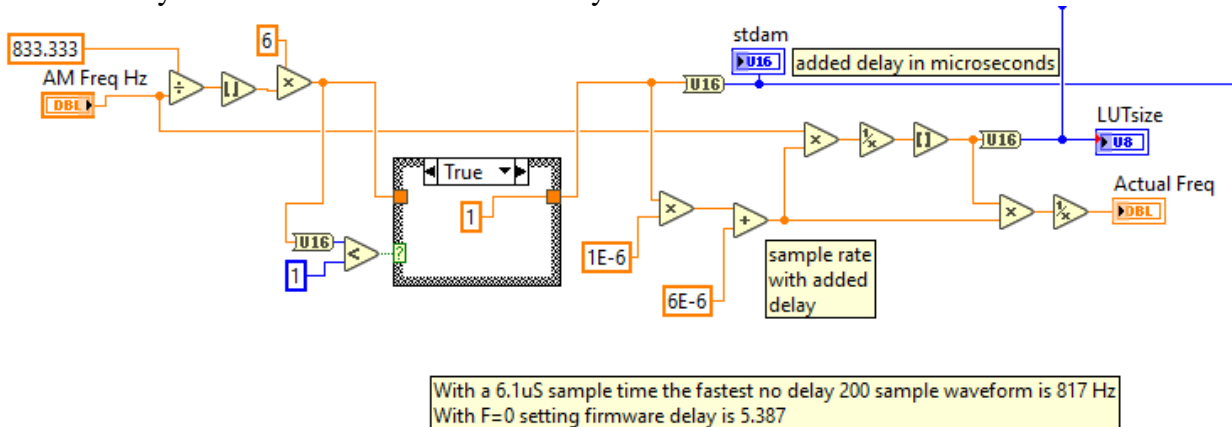 833.333
6
AM Freq Hz
DBL
÷
x
True
1
U16
<
?
1
stdam
U16
added delay in microseconds
U16
LUTsize
x
1/x
[ ]
U16
U8
Actual Freq
x
+
x
1/x
DBL
1E-6
6E-6
sample rate
with added
delay
With a 6.1uS sample time the fastest no delay 200 sample waveform is 817 Hz
With F=0 setting firmware delay is 5.387